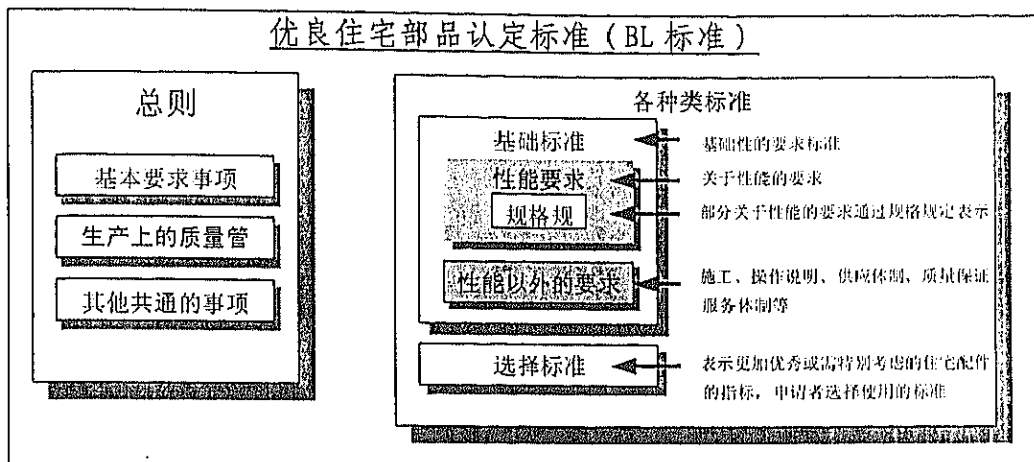 优良住宅部品认定标准（BL 标准）
总则
基本要求事项
生产上的质量管
其他共通的事项
各种类标准
基础标准
基础性的要求标准
性能要求
关于性能的要求
规格规
部分关于性能的要求通过规格规定表示
性能以外的要求
施工、操作说明、供应体制、质量保证
服务体制等
选择标准
表示更加优秀或需特别考虑的住宅配件
的指标，申请者选择使用的标准